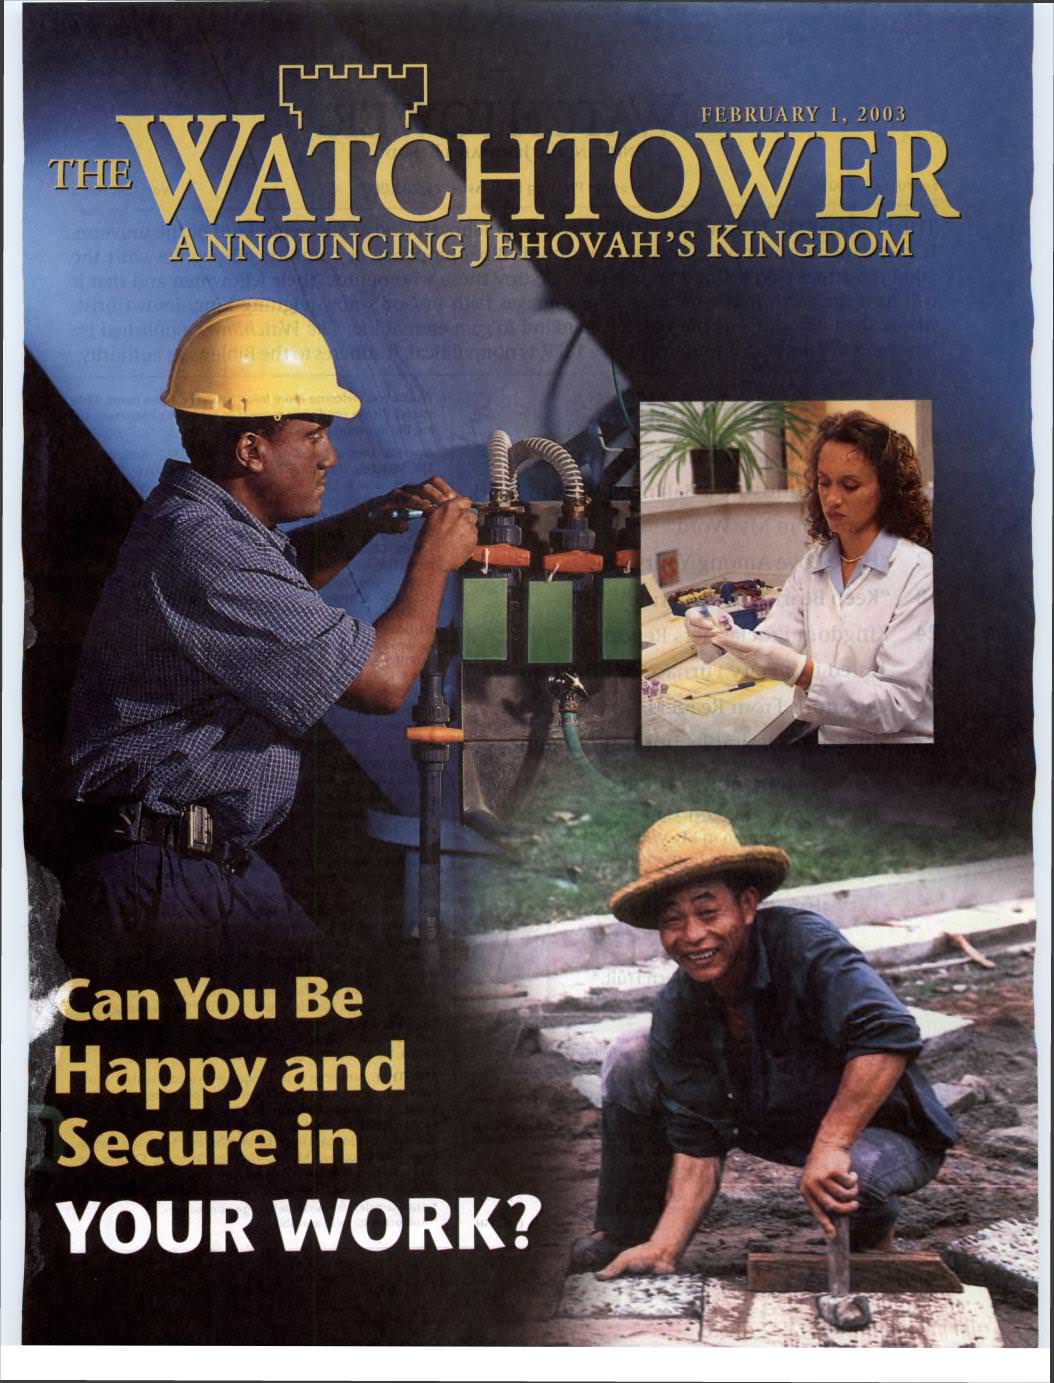 FEBRUARY 1, 2003
THE WATCHTOWER
ANNOUNCING JEHOVAH'S KINGDOM
Can You Be
Happy and
Secure in
YOUR WORK?